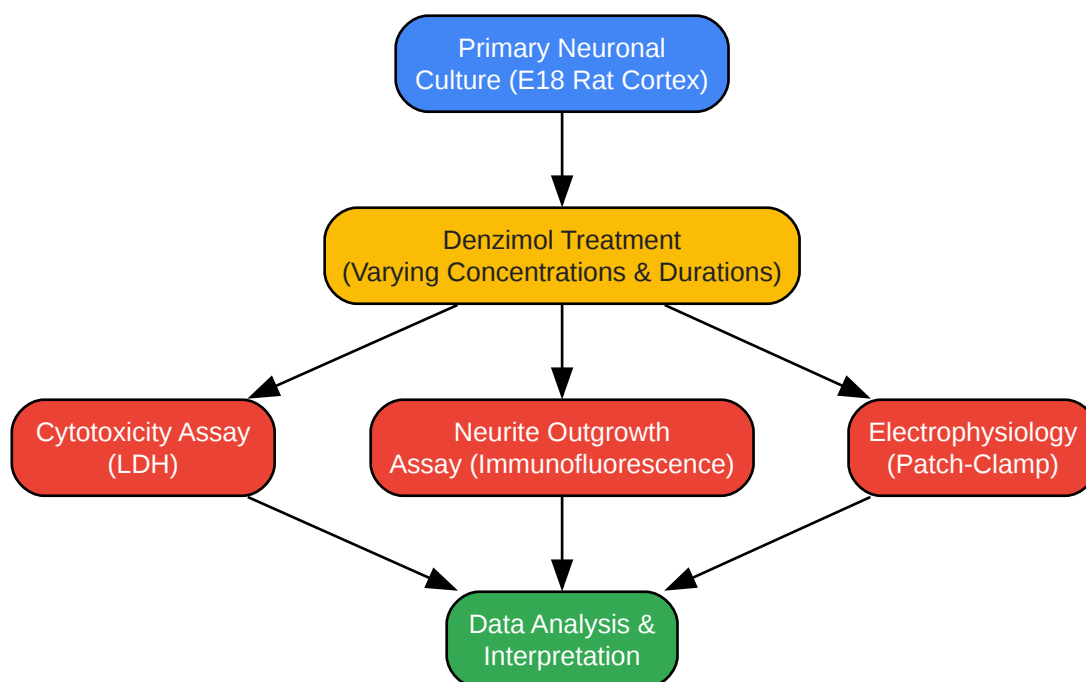 Primary Neuronal
Culture (E18 Rat Cortex)
Denzimol Treatment
(Varying Concentrations & Durations)
Cytotoxicity Assay
(LDH)
Neurite Outgrowth
Assay (Immunofluorescence)
Electrophysiology
(Patch-Clamp)
Data Analysis &
Interpretation